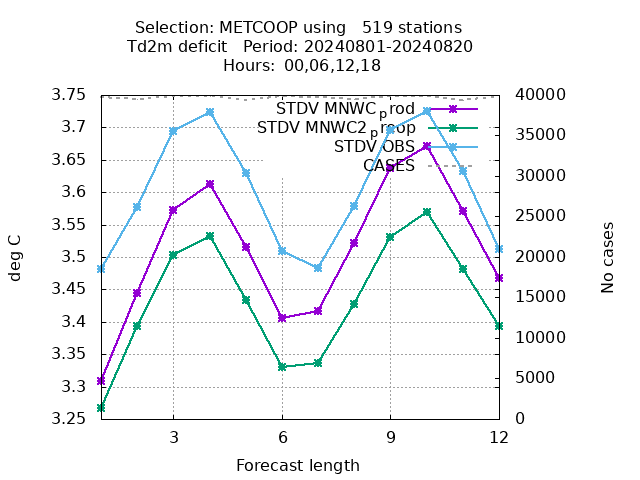 Selection: METCOOP using   519 stations
Td2m deficit   Period: 20240801-20240820
Hours: 00,06,12,18
STDV MNWC_prod
STDV MNWC2_preop
STDV OBS
CASES
3.75
3.7
3.65
3.6
3.55
3.5
3.45
3.4
3.35
3.3
3.25
deg C
40000
35000
30000
25000
20000
15000
10000
5000
0
No cases
3 6 9 12
Forecast length